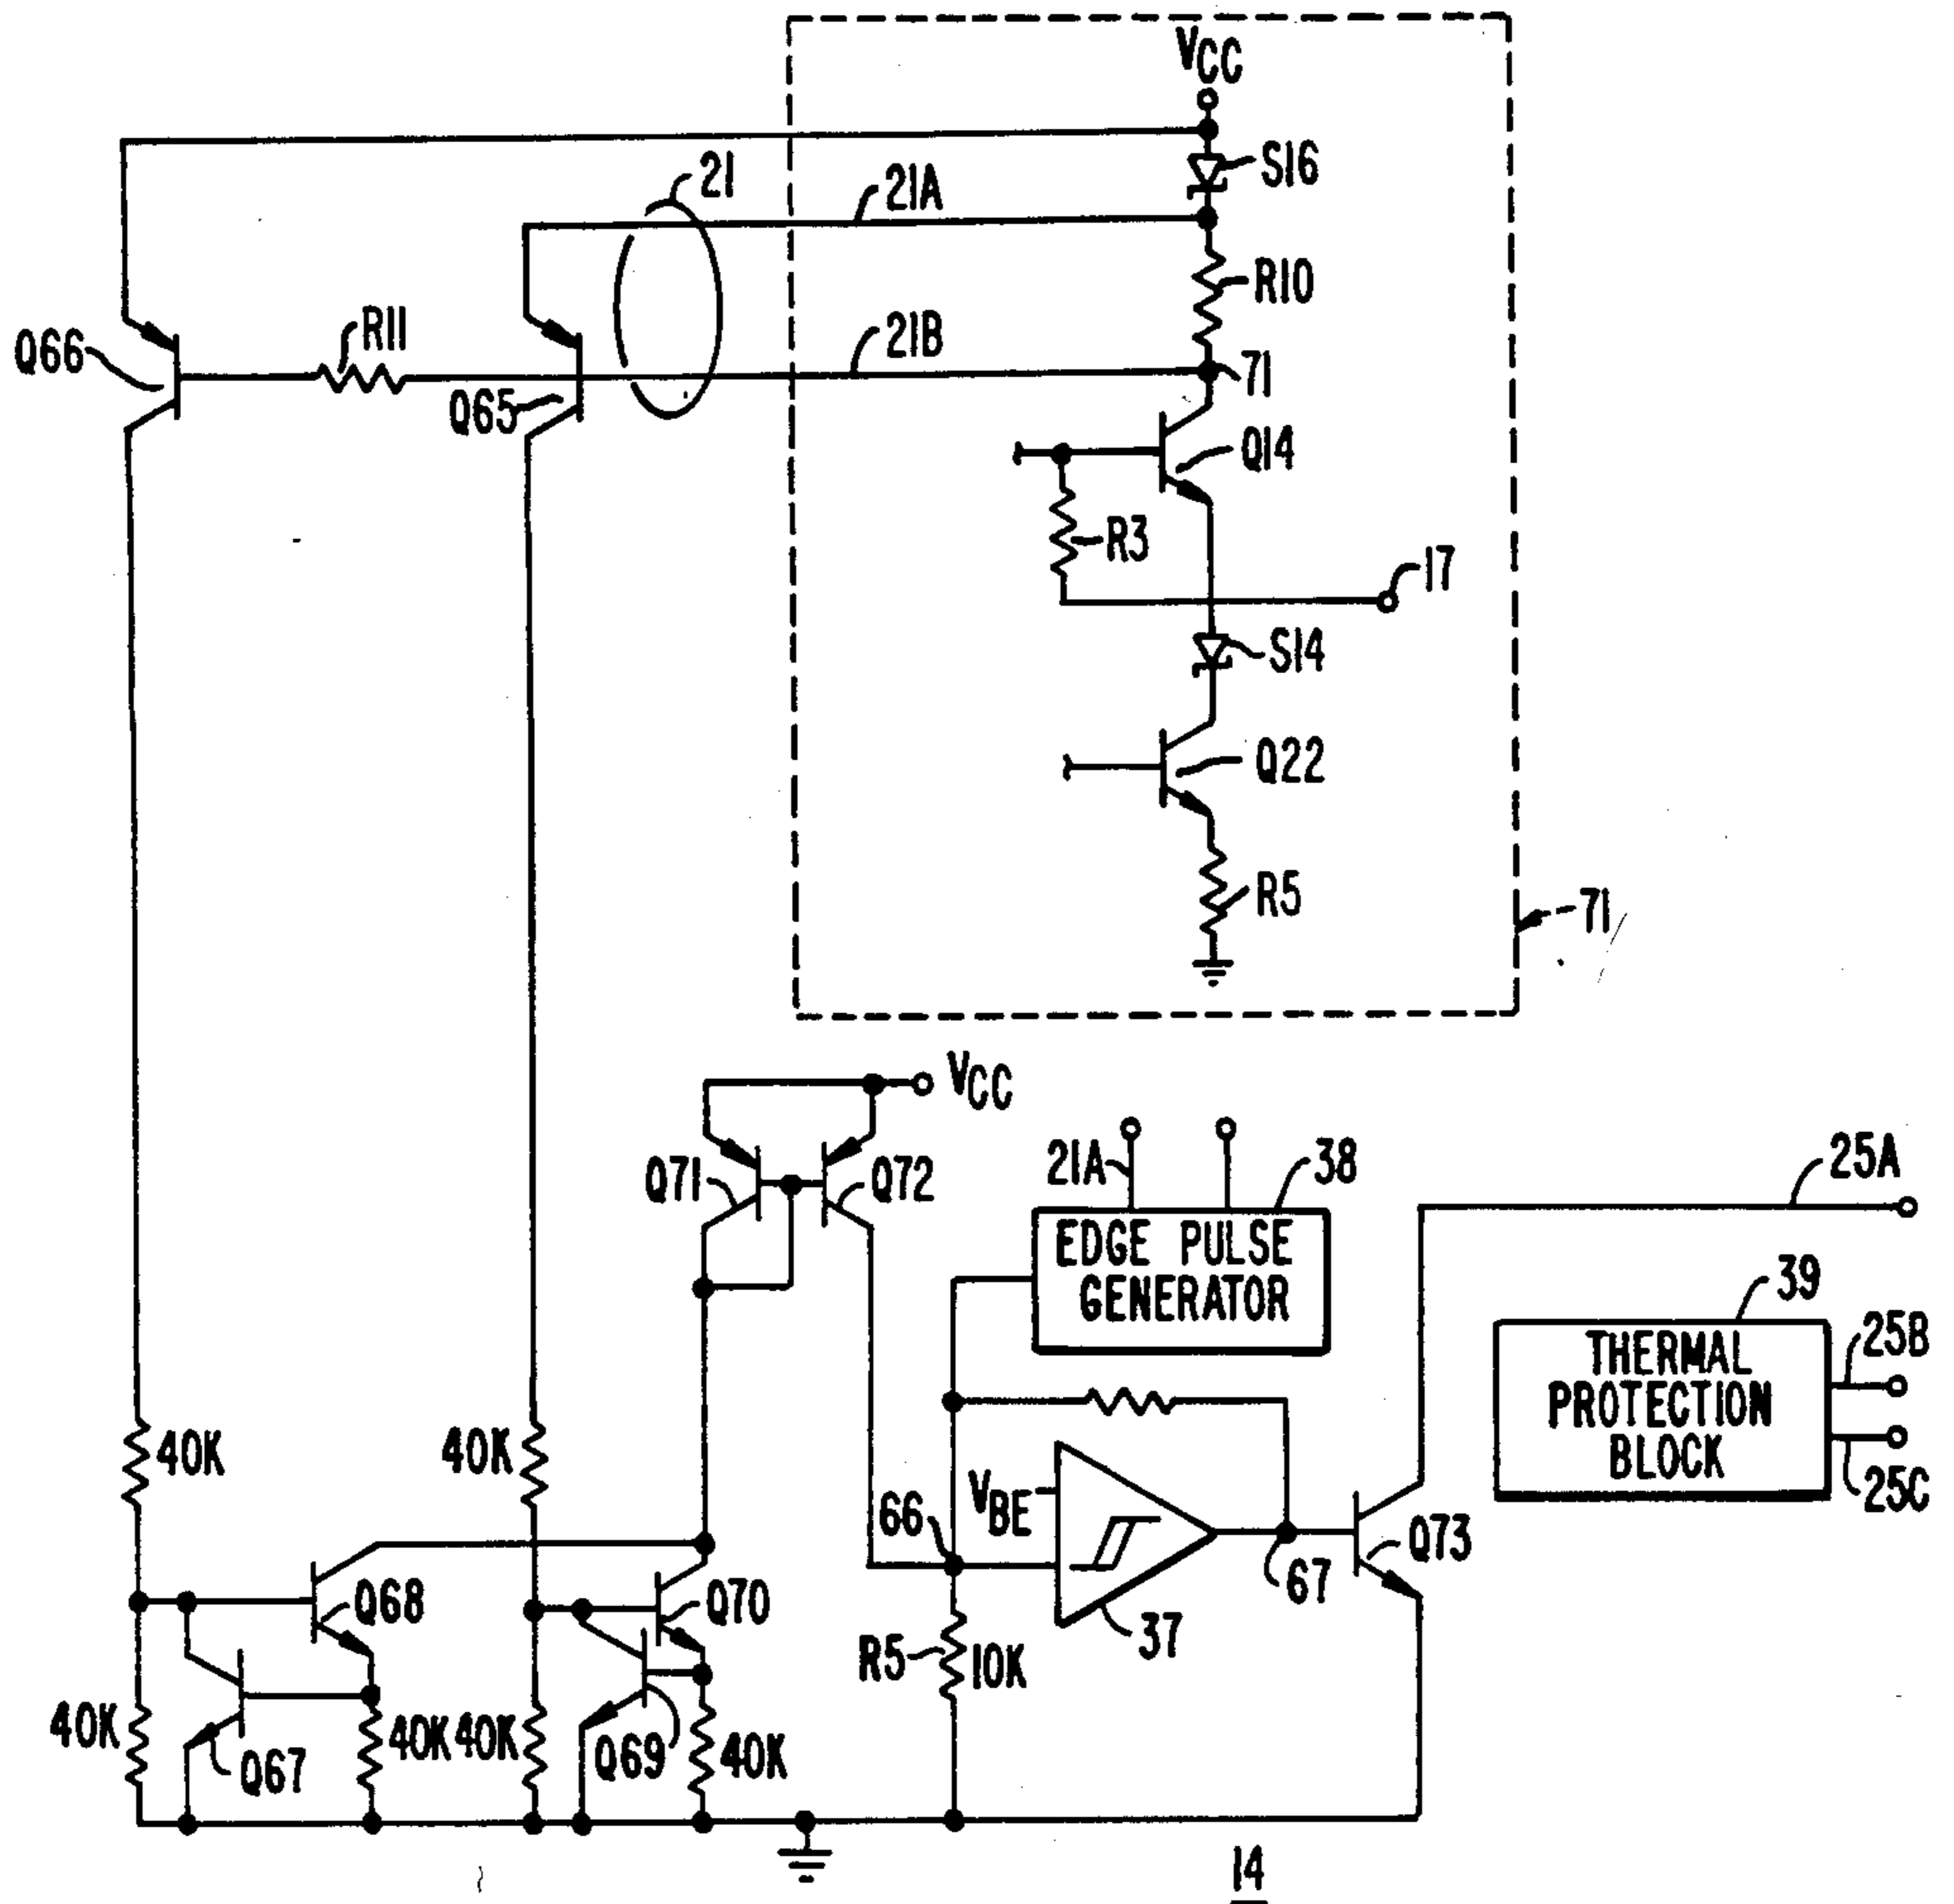 VCC
S16
21
21A
R10
R11
21B
71
Q66
Q65
Q14
R3
17
S14
Q22
R5
71
VCC
Q71
Q72
21A
38
25A
EDGE PULSE
GENERATOR
39
25B
THERMAL
PROTECTION
BLOCK
25C
40K
40K
VBE
66
Q73
67
37
Q68
Q70
R5
10K
40K
Q67
40K
40K
Q69
40K
14